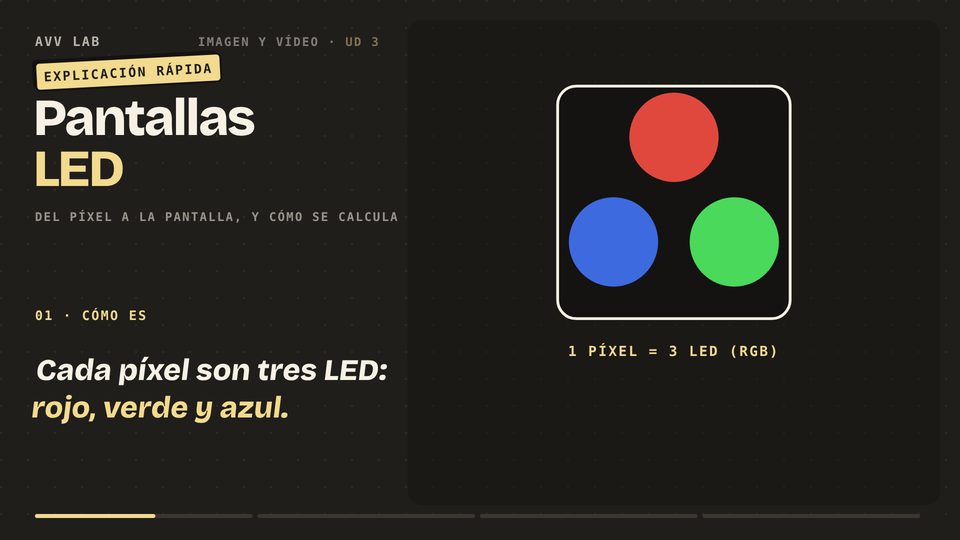 AVV LAB
IMAGEN Y VÍDEO · UD 3
EXPLICACIÓN RÁPIDA
Pantallas
LED
DEL PÍXEL A LA PANTALLA, Y CÓMO SE CALCULA
01 · CÓMO ES
Cada píxel son tres LED:
rojo, verde y azul.
1 PÍXEL = 3 LED (RGB)